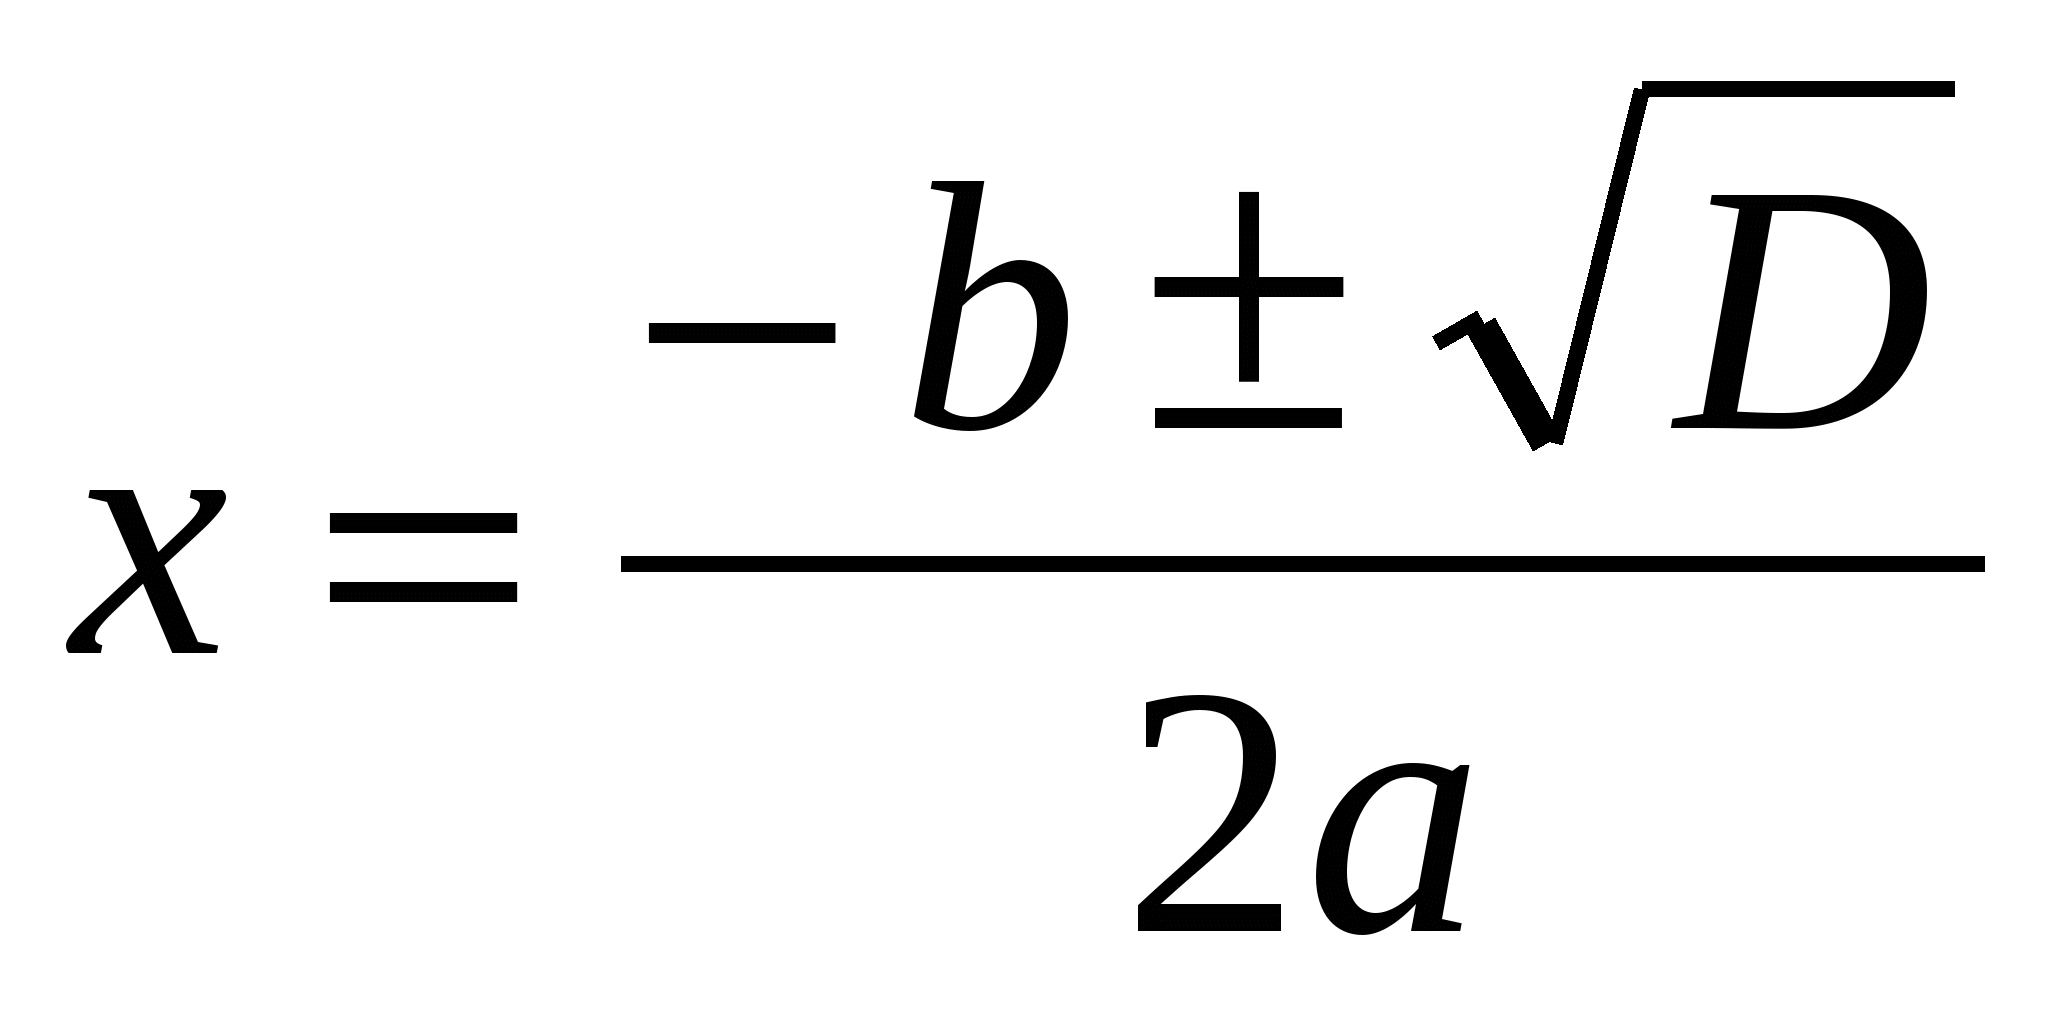 x = (−b ± √D) / 2a